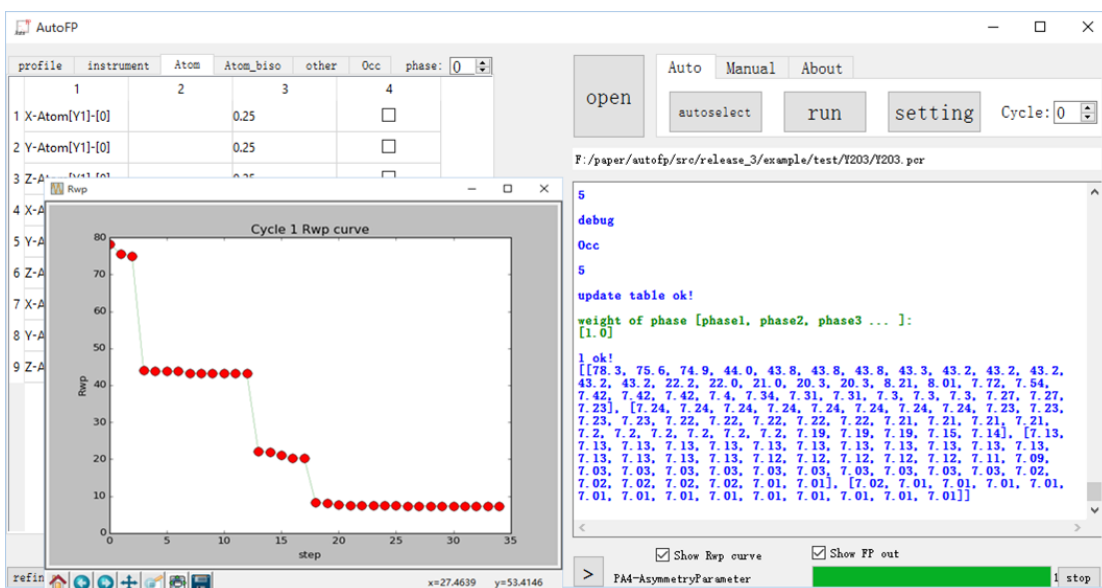 AutoFP
profile instrument Atom Atom_biso other Occ phase: 0
1 2 3 4
1 X-Atom[Y1]-[0] 0.25
2 Y-Atom[Y1]-[0] 0.25
3 Z-A
4 X-A
5 Y-A
6 Z-A
7 X-A
8 Y-A
9 Z-A
refin
Rwp
Cycle 1 Rwp curve
80
70
60
50
40
30
20
10
0
Rwp
0 5 10 15 20 25 30 35
step
x=27.4639 y=53.4146
open
Auto Manual About
autoselect run setting Cycle: 0
F:/paper/autofp/src/release_3/example/test/Y203/Y203.pcr
5
debug
Occ
5
update table ok!
weight of phase [phase1, phase2, phase3 ... ]:
[1.0]
1 ok!
[[78.3, 75.6, 74.9, 44.0, 43.8, 43.8, 43.8, 43.3, 43.2, 43.2, 43.2,
43.2, 43.2, 22.2, 22.0, 21.0, 20.3, 20.3, 8.21, 8.01, 7.72, 7.54,
7.42, 7.42, 7.42, 7.4, 7.34, 7.31, 7.31, 7.3, 7.3, 7.3, 7.27, 7.27,
7.23], [7.24, 7.24, 7.24, 7.24, 7.24, 7.24, 7.24, 7.24, 7.23, 7.23,
7.23, 7.23, 7.22, 7.22, 7.22, 7.22, 7.22, 7.21, 7.21, 7.21, 7.21,
7.2, 7.2, 7.2, 7.2, 7.2, 7.2, 7.19, 7.19, 7.19, 7.15, 7.14], [7.13,
7.13, 7.13, 7.13, 7.13, 7.13, 7.13, 7.13, 7.13, 7.13, 7.13, 7.13,
7.13, 7.13, 7.13, 7.13, 7.12, 7.12, 7.12, 7.12, 7.12, 7.11, 7.09,
7.03, 7.03, 7.03, 7.03, 7.03, 7.03, 7.03, 7.03, 7.03, 7.03, 7.02,
7.02, 7.02, 7.02, 7.02, 7.01, 7.01], [7.02, 7.01, 7.01, 7.01, 7.01,
7.01, 7.01, 7.01, 7.01, 7.01, 7.01, 7.01, 7.01, 7.01, 7.01]]
Show Rwp curve Show FP out
> PA4-AsymmetryParameter 1 stop